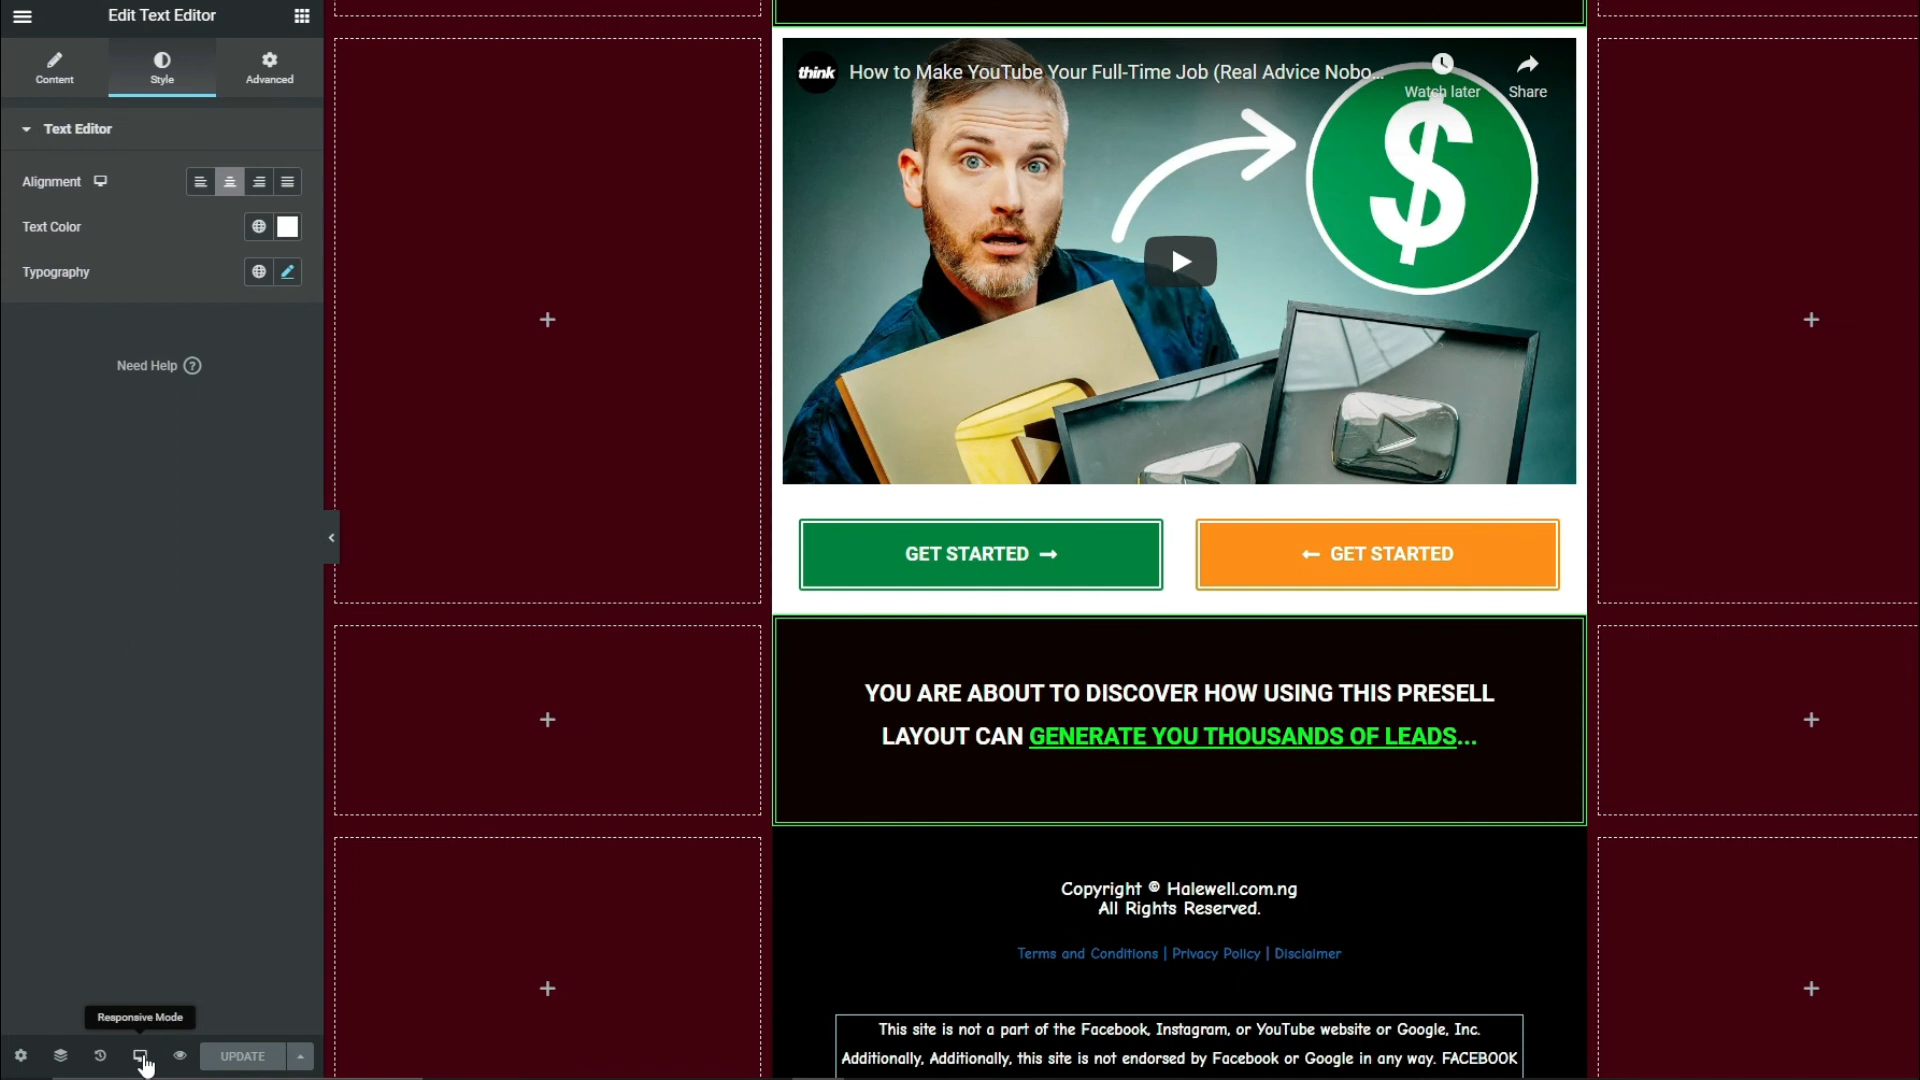 Edit Text Editor
Content
Style
Advanced
Text Editor
Alignment
Text Color
Typography
Need Help ?
Responsive Mode
UPDATE
think
How to Make YouTube Your Full-Time Job (Real Advice Nobo...
Watch later
Share
$
GET STARTED →
← GET STARTED
YOU ARE ABOUT TO DISCOVER HOW USING THIS PRESELL
LAYOUT CAN GENERATE YOU THOUSANDS OF LEADS...
Copyright © Halewell.com.ng
All Rights Reserved.
Terms and Conditions | Privacy Policy | Disclaimer
This site is not a part of the Facebook, Instagram, or YouTube website or Google, Inc.
Additionally, Additionally, this site is not endorsed by Facebook or Google in any way. FACEBOOK